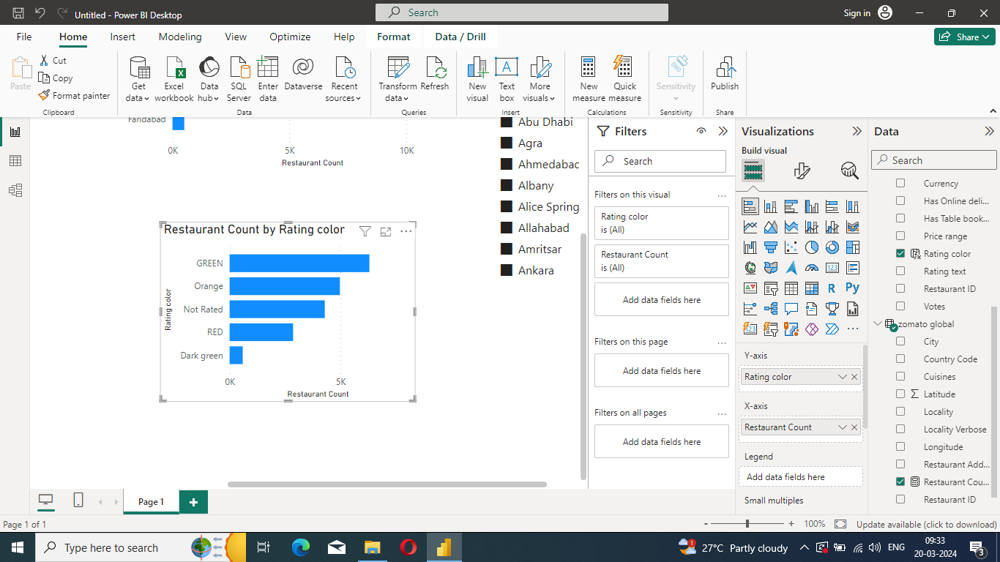 Untitled - Power BI Desktop
Search
Sign in
File
Home
Insert
Modeling
View
Optimize
Help
Format
Data / Drill
Share
Paste
Cut
Copy
Format painter
Clipboard
Get data
Excel workbook
Data hub
SQL Server
Enter data
Dataverse
Recent sources
Data
Transform data
Refresh
Queries
New visual
Text box
More visuals
Insert
New measure
Quick measure
Calculations
Sensitivity
Sensitivity
Publish
Share
Faridabad
0K
5K
10K
Restaurant Count
Abu Dhabi
Agra
Ahmedabad
Albany
Alice Spring
Allahabad
Amritsar
Ankara
Restaurant Count by Rating color
Rating color
GREEN
Orange
Not Rated
RED
Dark green
0K
5K
Restaurant Count
Filters
Search
Filters on this visual
...
Rating color
is (All)
Restaurant Count
is (All)
Add data fields here
Filters on this page
...
Add data fields here
Filters on all pages
...
Add data fields here
Visualizations
Build visual
123
R
Py
123
...
Y-axis
Rating color
X-axis
Restaurant Count
Legend
Add data fields here
Small multiples
Data
Search
Currency
Has Online deli...
Has Table book...
Price range
Rating color
Rating text
Restaurant ID
Votes
zomato global
City
Country Code
Cuisines
Latitude
Locality
Locality Verbose
Longitude
Restaurant Add...
Restaurant Cou...
Restaurant ID
Page 1
Page 1 of 1
- + 100%
Update available (click to download)
Type here to search
1
27°C Partly cloudy
ENG
09:33
20-03-2024
3